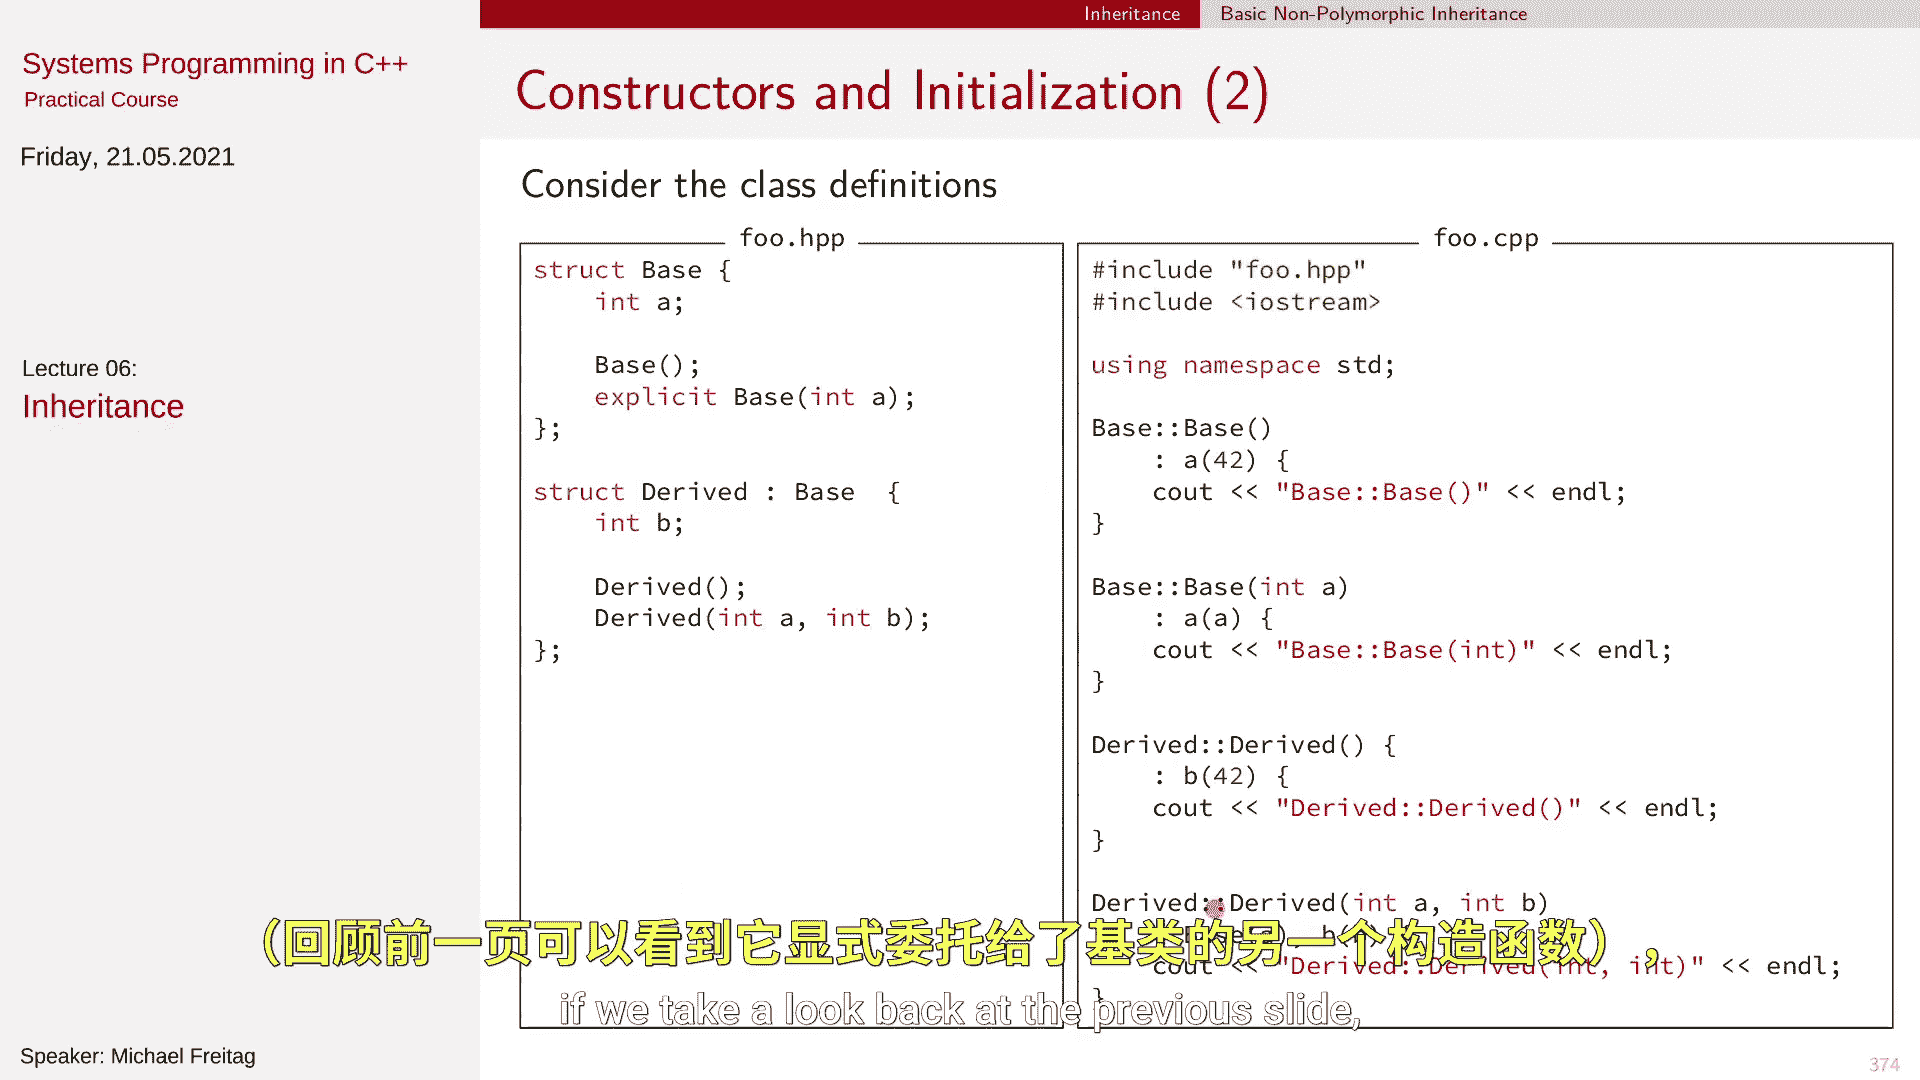 Inheritance
Basic Non-Polymorphic Inheritance
Systems Programming in C++
Practical Course
Friday, 21.05.2021
Lecture 06:
Inheritance
Constructors and Initialization (2)
Consider the class definitions
foo.hpp
struct Base {
    int a;
    Base();
    explicit Base(int a);
};
struct Derived : Base  {
    int b;
    Derived();
    Derived(int a, int b);
};
foo.cpp
#include "foo.hpp"
#include <iostream>
using namespace std;
Base::Base()
    : a(42) {
    cout << "Base::Base()" << endl;
}
Base::Base(int a)
    : a(a) {
    cout << "Base::Base(int)" << endl;
}
Derived::Derived() {
    : b(42) {
    cout << "Derived::Derived()" << endl;
}
Derived::Derived(int a, int b)
    cout << "Derived::Derived(int, int)" << endl;
}
（回顾前一页可以看到它显式委托给了基类的另一个构造函数），
if we take a look back at the previous slide,
Speaker: Michael Freitag
374